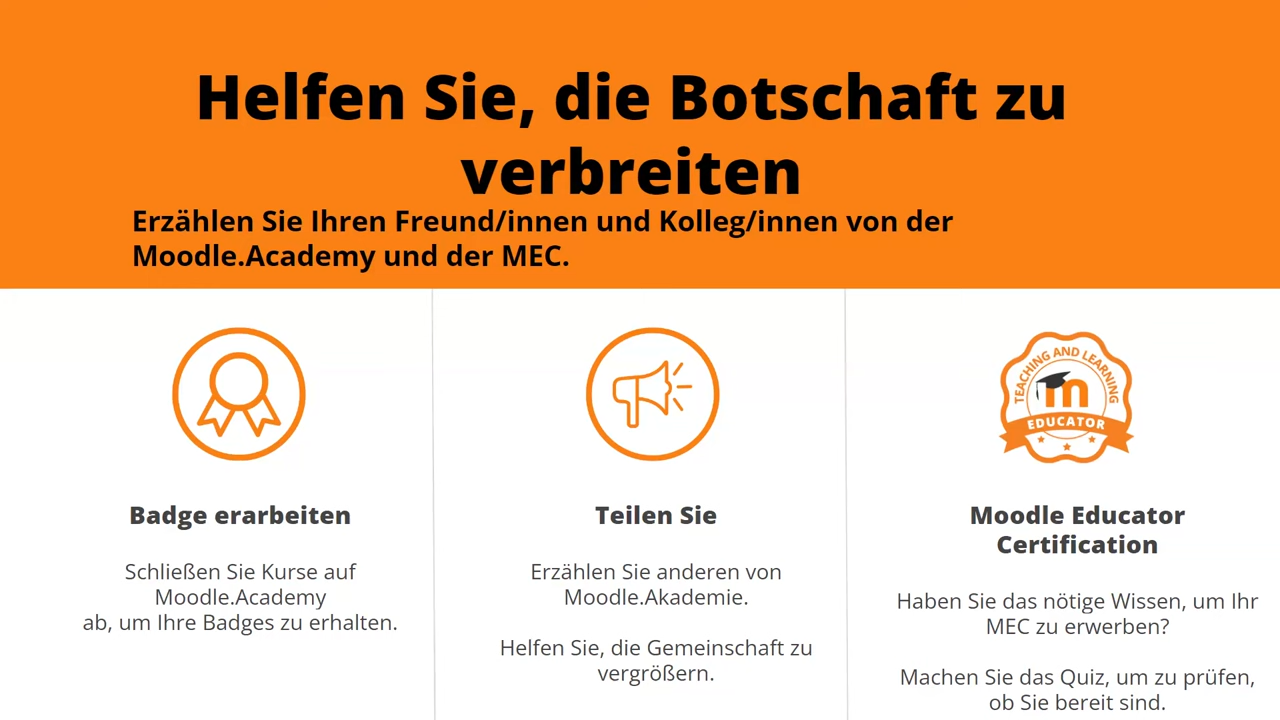 Helfen Sie, die Botschaft zu
verbreiten
Erzählen Sie Ihren Freund/innen und Kolleg/innen von der
Moodle.Academy und der MEC.
Badge erarbeiten
Schließen Sie Kurse auf
Moodle.Academy
ab, um Ihre Badges zu erhalten.
Teilen Sie
Erzählen Sie anderen von
Moodle.Akademie.
Helfen Sie, die Gemeinschaft zu
vergrößern.
TEACHING AND LEARNING
m
EDUCATOR
Moodle Educator
Certification
Haben Sie das nötige Wissen, um Ihr
MEC zu erwerben?
Machen Sie das Quiz, um zu prüfen,
ob Sie bereit sind.